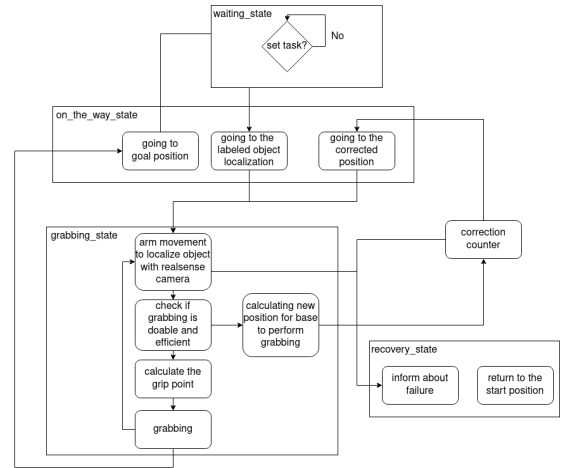 waiting_state
set task?
No
on_the_way_state
going to
goal position
going to the
labeled object
localization
going to the
corrected
position
grabbing_state
arm movement
to localize object
with realsense
camera
correction
counter
check if
grabbing is
doable and
efficient
calculating new
position for base
to perform
grabbing
recovery_state
calculate the
grip point
inform about
failure
return to the
start position
grabbing